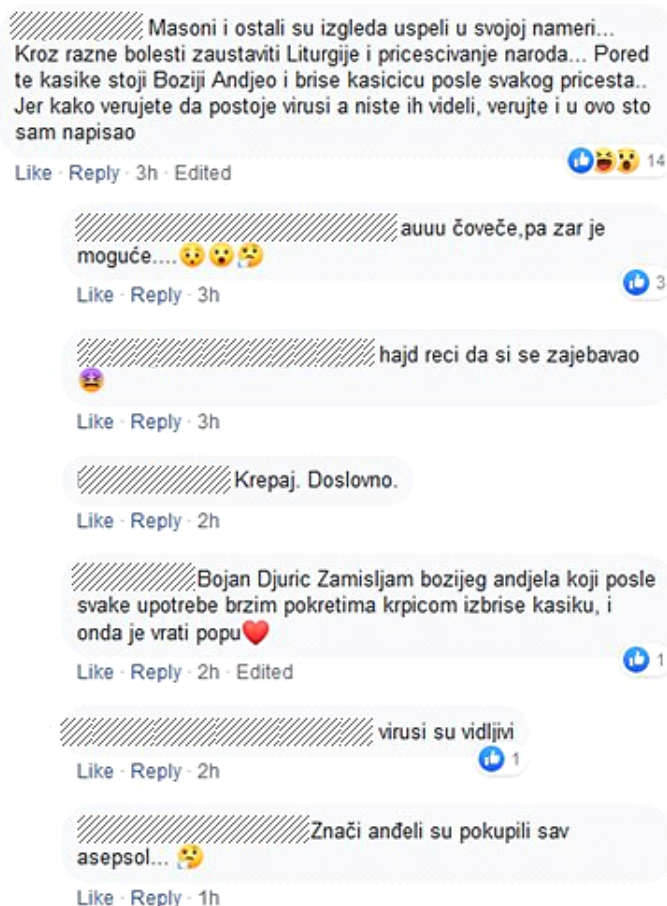 Masoni i ostali su izgleda uspeli u svojoj nameri...
Kroz razne bolesti zaustaviti Liturgije i pricescivanje naroda... Pored
te kasike stoji Boziji Andjeo i brise kasicicu posle svakog pricesta..
Jer kako verujete da postoje virusi a niste ih videli, verujte i u ovo sto
sam napisao
14
Like · Reply · 3h · Edited
auuu čoveče,pa zar je
moguće....😯😮🤔
3
Like · Reply · 3h
hajd reci da si se zajebavao
😝
Like · Reply · 3h
Krepaj. Doslovno.
Like · Reply · 2h
Bojan Djuric Zamisljam bozijeg andjela koji posle
svake upotrebe brzim pokretima krpicom izbrise kasiku, i
onda je vrati popu❤️
1
Like · Reply · 2h · Edited
virusi su vidljivi
1
Like · Reply · 2h
Znači anđeli su pokupili sav
asepsol... 🤔
Like · Reply · 1h